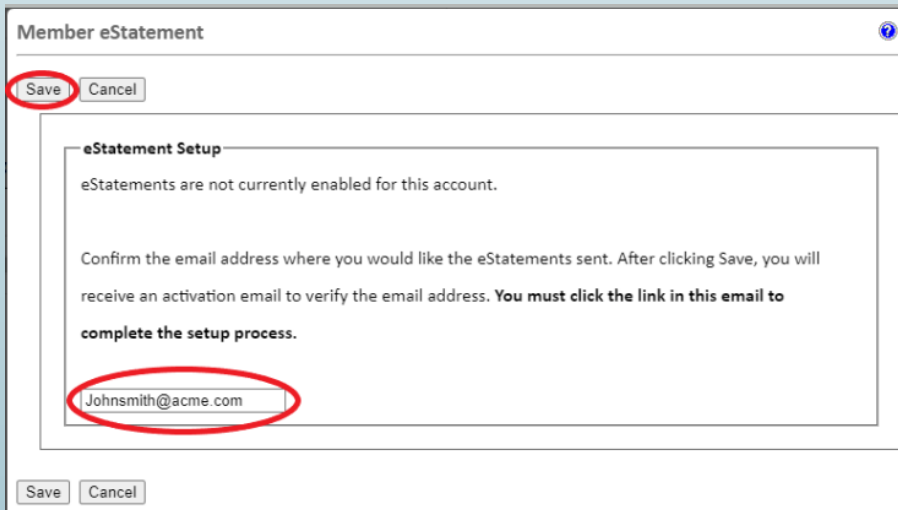 Member eStatement
?
Save Cancel
eStatement Setup
eStatements are not currently enabled for this account.
Confirm the email address where you would like the eStatements sent. After clicking Save, you will
receive an activation email to verify the email address. You must click the link in this email to
complete the setup process.
Johnsmith@acme.com
Save Cancel